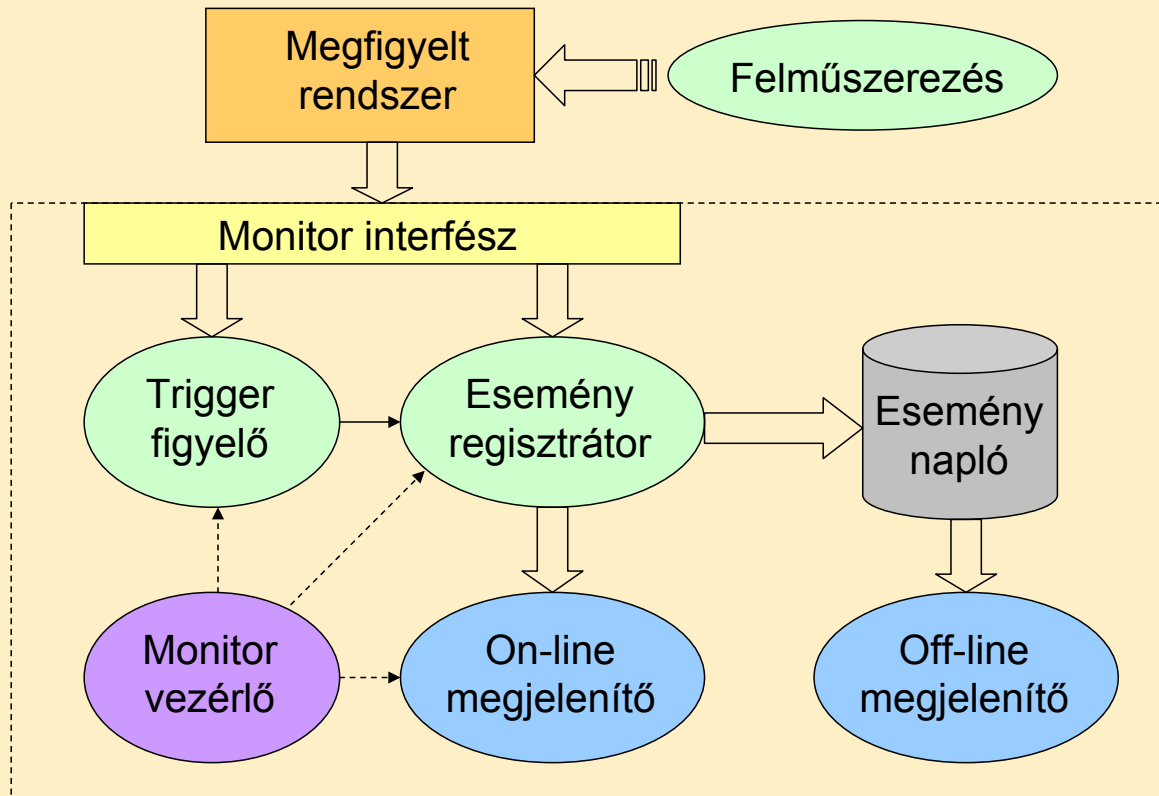 Megfigyelt
rendszer
Felműszerezés
Monitor interfész
Trigger
figyelő
Esemény
regisztrátor
Esemény
napló
Monitor
vezérlő
On-line
megjelenítő
Off-line
megjelenítő